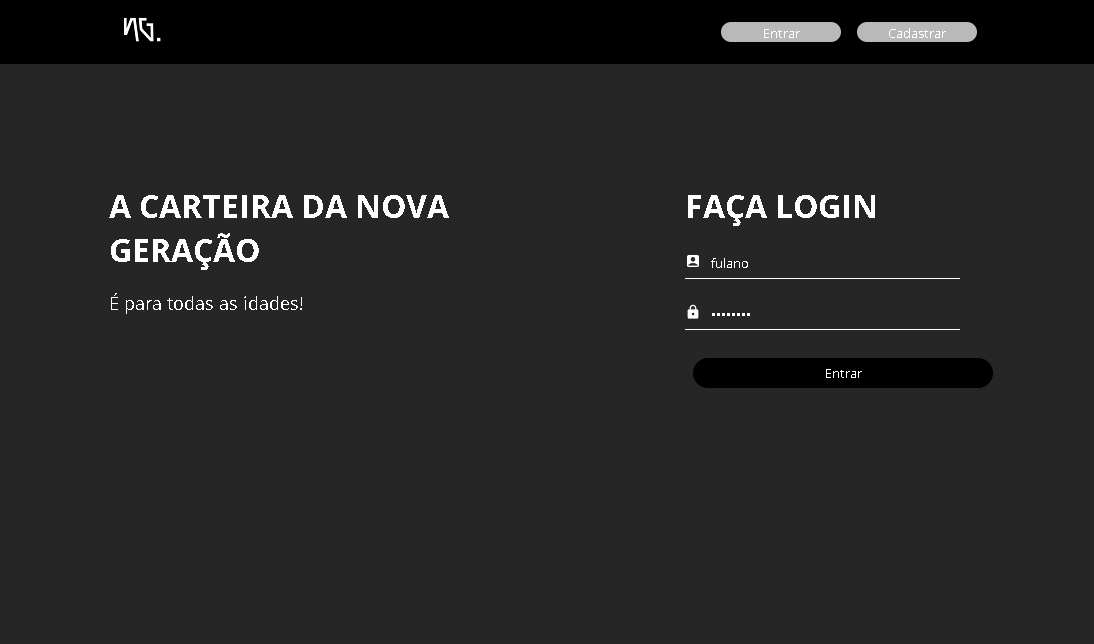 NG.
Entrar
Cadastrar
A CARTEIRA DA NOVA
GERAÇÃO
É para todas as idades!
FAÇA LOGIN
fulano
••••••••
Entrar